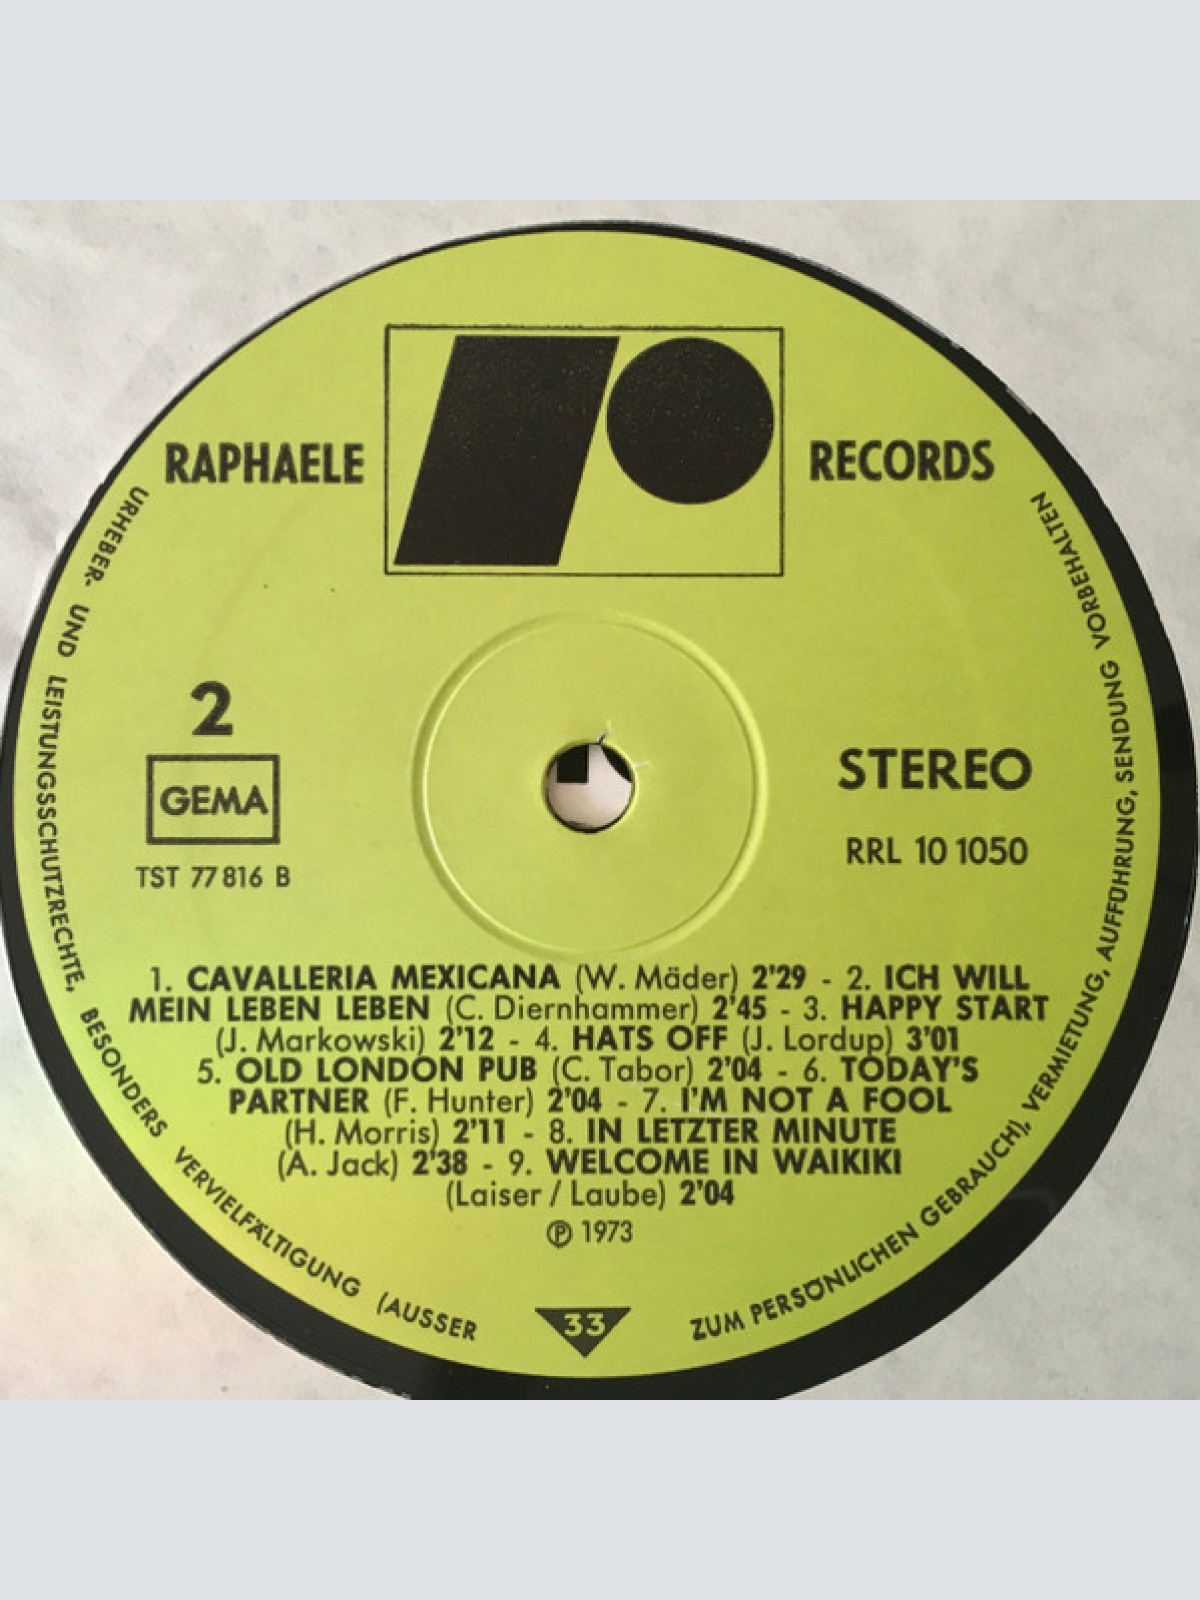 RAPHAELE RECORDS
2
GEMA
TST 77 816 B
STEREO
RRL 10 1050
1. CAVALLERIA MEXICANA (W. Mäder) 2'29 - 2. ICH WILL
MEIN LEBEN LEBEN (C. Diernhammer) 2'45 - 3. HAPPY START
(J. Markowski) 2'12 - 4. HATS OFF (J. Lordup) 3'01
5. OLD LONDON PUB (C. Tabor) 2'04 - 6. TODAY'S
PARTNER (F. Hunter) 2'04 - 7. I'M NOT A FOOL
(H. Morris) 2'11 - 8. IN LETZTER MINUTE
(A. Jack) 2'38 - 9. WELCOME IN WAIKIKI
(Laiser / Laube) 2'04
℗ 1973
33
URHEBER- UND LEISTUNGSSCHUTZRECHTE, BESONDERS VERVIELFÄLTIGUNG (AUSSER ZUM PERSÖNLICHEN GEBRAUCH), VERMIETUNG, AUFFÜHRUNG, SENDUNG VORBEHALTEN